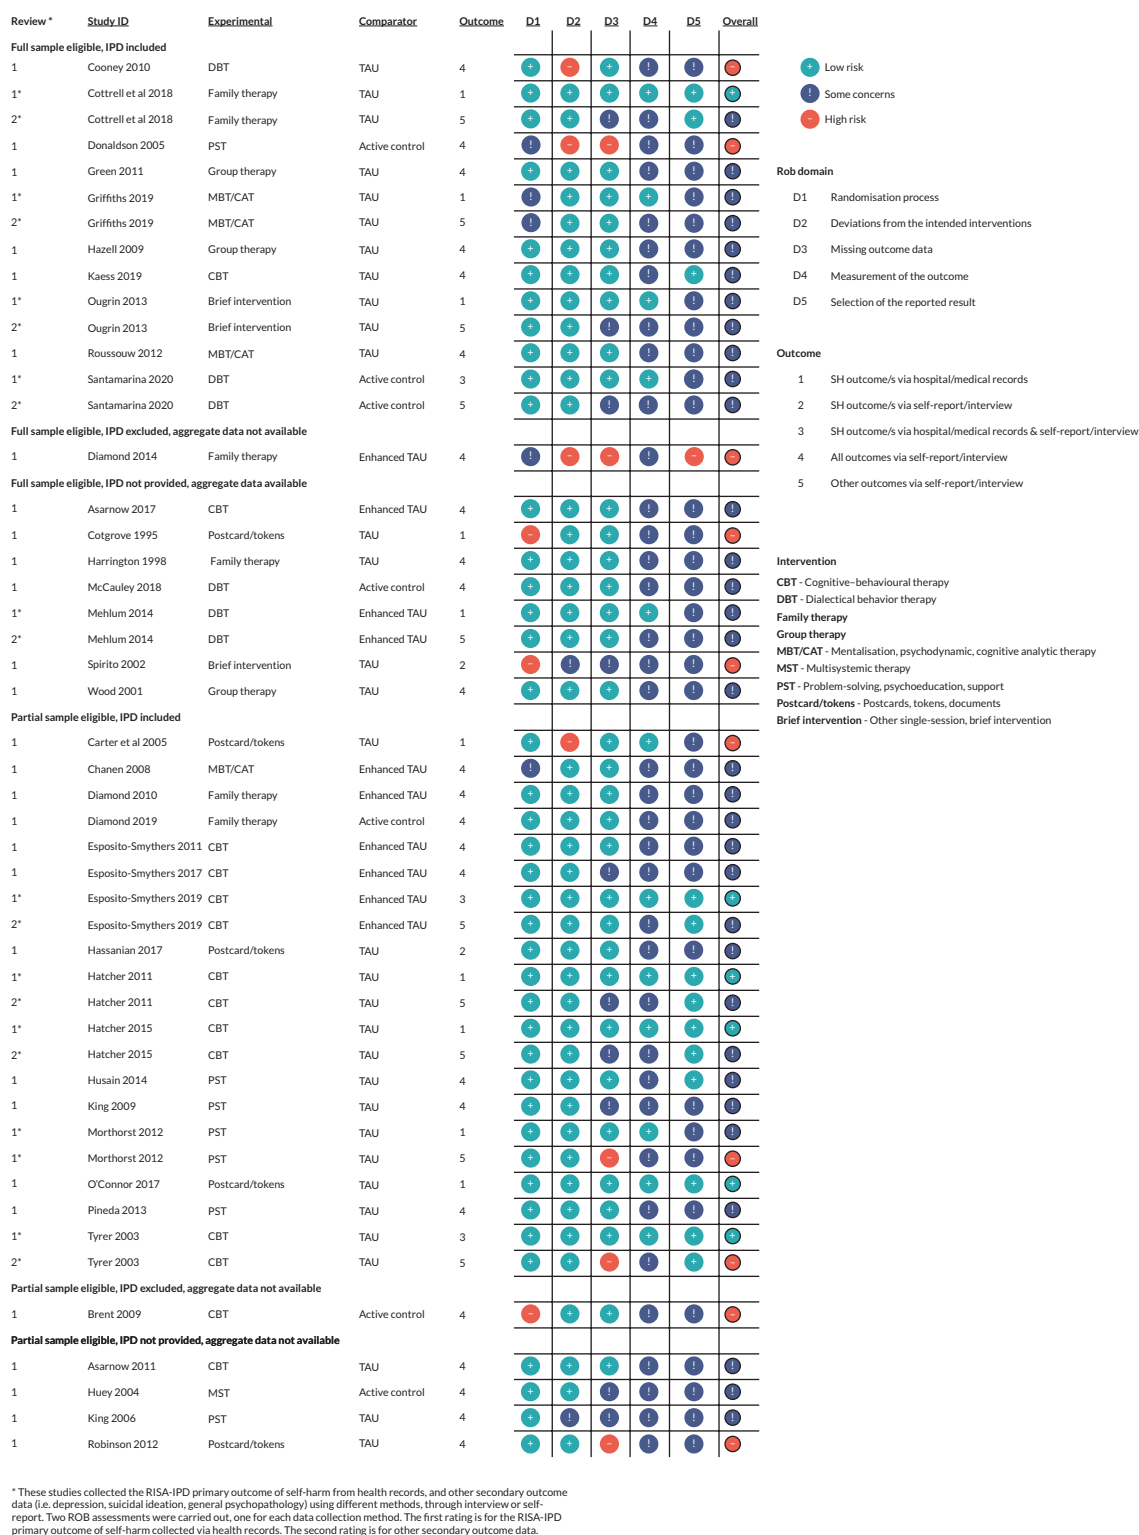 Review * Study ID Experimental Comparator Outcome D1 D2 D3 D4 D5 Overall
Full sample eligible, IPD included
1 Cooney 2010 DBT TAU 4 + − + ! ! −
1* Cottrell et al 2018 Family therapy TAU 1 + + + + + +
2* Cottrell et al 2018 Family therapy TAU 5 + + ! ! + !
1 Donaldson 2005 PST Active control 4 ! − − ! ! −
1 Green 2011 Group therapy TAU 4 + + + ! ! !
1* Griffiths 2019 MBT/CAT TAU 1 ! + + + ! !
2* Griffiths 2019 MBT/CAT TAU 5 ! + + ! ! !
1 Hazell 2009 Group therapy TAU 4 + + + ! ! !
1 Kaess 2019 CBT TAU 4 + + + ! + !
1* Ougrin 2013 Brief intervention TAU 1 + + + + ! !
2* Ougrin 2013 Brief intervention TAU 5 + + ! ! ! !
1 Roussouw 2012 MBT/CAT TAU 4 + + + ! ! !
1* Santamarina 2020 DBT Active control 3 + + + + ! !
2* Santamarina 2020 DBT Active control 5 + + ! ! ! !
Full sample eligible, IPD excluded, aggregate data not available
1 Diamond 2014 Family therapy Enhanced TAU 4 ! − − ! − −
Full sample eligible, IPD not provided, aggregate data available
1 Asarnow 2017 CBT Enhanced TAU 4 + + + ! ! !
1 Cotgrove 1995 Postcard/tokens TAU 1 − + + ! ! −
1 Harrington 1998 Family therapy TAU 4 + + + ! ! !
1 McCauley 2018 DBT Active control 4 + + + ! ! !
1* Mehlum 2014 DBT Enhanced TAU 1 + + + + ! !
2* Mehlum 2014 DBT Enhanced TAU 5 + + + ! ! !
1 Spirito 2002 Brief intervention TAU 2 − ! ! ! ! −
1 Wood 2001 Group therapy TAU 4 + + + ! ! !
Partial sample eligible, IPD included
1 Carter et al 2005 Postcard/tokens TAU 1 + − + + ! −
1 Chanen 2008 MBT/CAT Enhanced TAU 4 ! + + ! ! !
1 Diamond 2010 Family therapy Enhanced TAU 4 + + + ! ! !
1 Diamond 2019 Family therapy Active control 4 + + + ! ! !
1 Esposito-Smythers 2011 CBT Enhanced TAU 4 + + + ! ! !
1 Esposito-Smythers 2017 CBT Enhanced TAU 4 + + ! ! ! !
1* Esposito-Smythers 2019 CBT Enhanced TAU 3 + + + + + +
2* Esposito-Smythers 2019 CBT Enhanced TAU 5 + + + ! + !
1 Hassanian 2017 Postcard/tokens TAU 2 + + + ! ! !
1* Hatcher 2011 CBT TAU 1 + + + + + +
2* Hatcher 2011 CBT TAU 5 + + ! ! + !
1* Hatcher 2015 CBT TAU 1 + + + + + +
2* Hatcher 2015 CBT TAU 5 + + ! ! + !
1 Husain 2014 PST TAU 4 + + + ! + !
1 King 2009 PST TAU 4 + + ! ! ! !
1* Morthorst 2012 PST TAU 1 + + + + ! !
1* Morthorst 2012 PST TAU 5 + + − ! ! −
1 O'Connor 2017 Postcard/tokens TAU 1 + + + + + +
1 Pineda 2013 PST TAU 4 + + + ! ! !
1* Tyrer 2003 CBT TAU 3 + + + + + +
2* Tyrer 2003 CBT TAU 5 + + − ! + −
Partial sample eligible, IPD excluded, aggregate data not available
1 Brent 2009 CBT Active control 4 − + + ! ! −
Partial sample eligible, IPD not provided, aggregate data not available
1 Asarnow 2011 CBT TAU 4 + + + ! ! !
1 Huey 2004 MST Active control 4 + + ! ! ! !
1 King 2006 PST TAU 4 + ! ! ! ! !
1 Robinson 2012 Postcard/tokens TAU 4 + + − ! ! −
+ Low risk
! Some concerns
− High risk
Rob domain
D1 Randomisation process
D2 Deviations from the intended interventions
D3 Missing outcome data
D4 Measurement of the outcome
D5 Selection of the reported result
Outcome
1 SH outcome/s via hospital/medical records
2 SH outcome/s via self-report/interview
3 SH outcome/s via hospital/medical records & self-report/interview
4 All outcomes via self-report/interview
5 Other outcomes via self-report/interview
Intervention
CBT - Cognitive–behavioural therapy
DBT - Dialectical behavior therapy
Family therapy
Group therapy
MBT/CAT - Mentalisation, psychodynamic, cognitive analytic therapy
MST - Multisystemic therapy
PST - Problem-solving, psychoeducation, support
Postcard/tokens - Postcards, tokens, documents
Brief intervention - Other single-session, brief intervention
* These studies collected the RISA-IPD primary outcome of self-harm from health records, and other secondary outcome
data (i.e. depression, suicidal ideation, general psychopathology) using different methods, through interview or self-
report. Two ROB assessments were carried out, one for each data collection method. The first rating is for the RISA-IPD
primary outcome of self-harm collected via health records. The second rating is for other secondary outcome data.